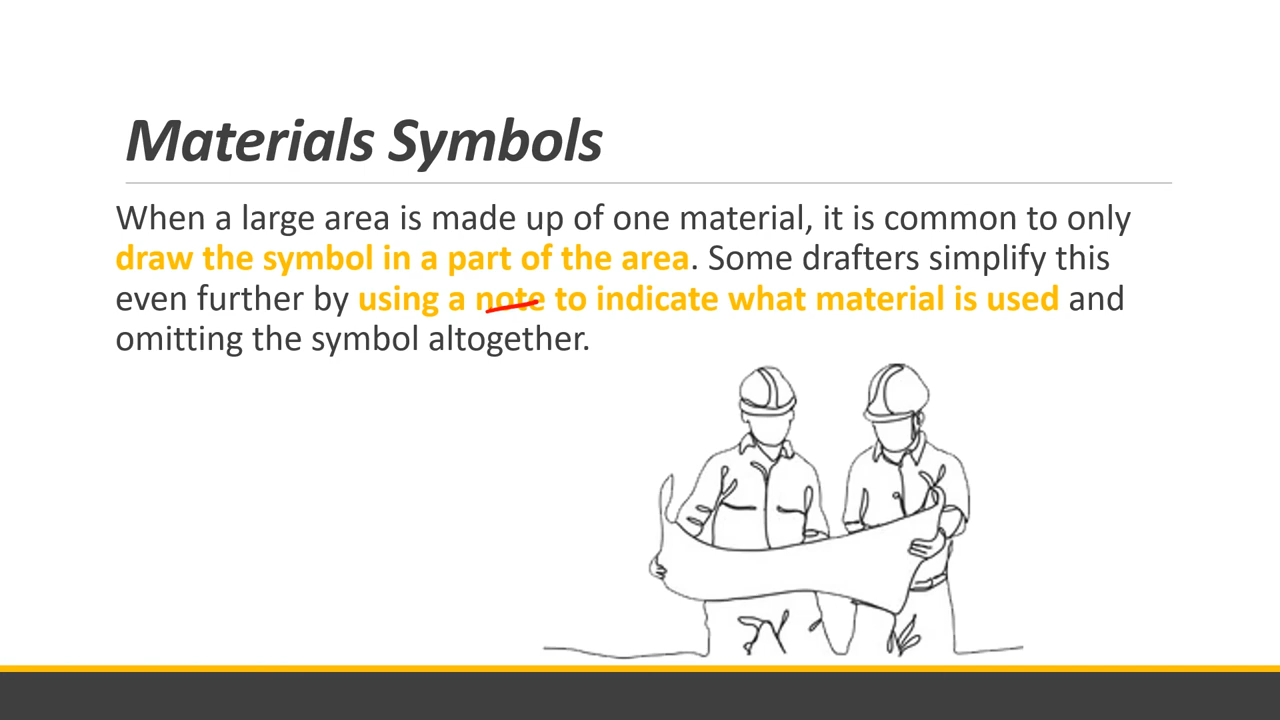 Materials Symbols
When a large area is made up of one material, it is common to only
draw the symbol in a part of the area. Some drafters simplify this
even further by using a note to indicate what material is used and
omitting the symbol altogether.